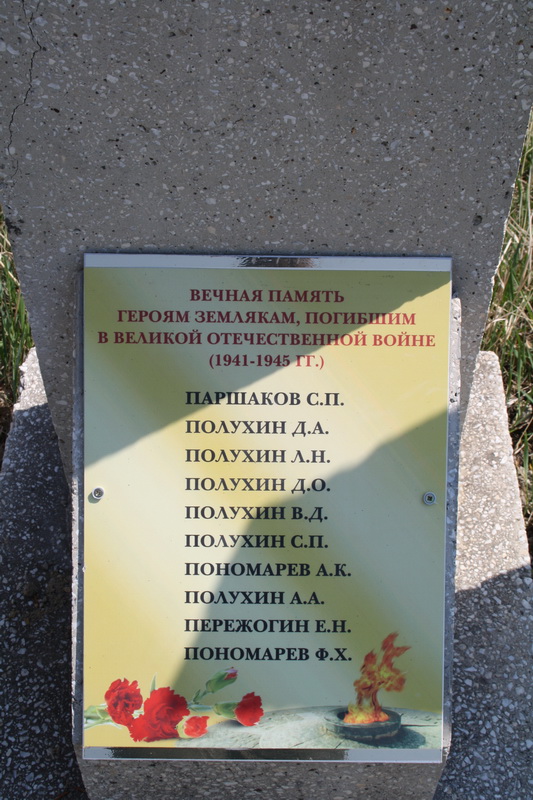 ВЕЧНАЯ ПАМЯТЬ
ГЕРОЯМ ЗЕМЛЯКАМ, ПОГИБШИМ
В ВЕЛИКОЙ ОТЕЧЕСТВЕННОЙ ВОЙНЕ
(1941-1945 ГГ.)
ПАРШАКОВ С.П.
ПОЛУХИН Д.А.
ПОЛУХИН Л.Н.
ПОЛУХИН Д.О.
ПОЛУХИН В.Д.
ПОЛУХИН С.П.
ПОНОМАРЕВ А.К.
ПОЛУХИН А.А.
ПЕРЕЖОГИН Е.Н.
ПОНОМАРЕВ Ф.Х.